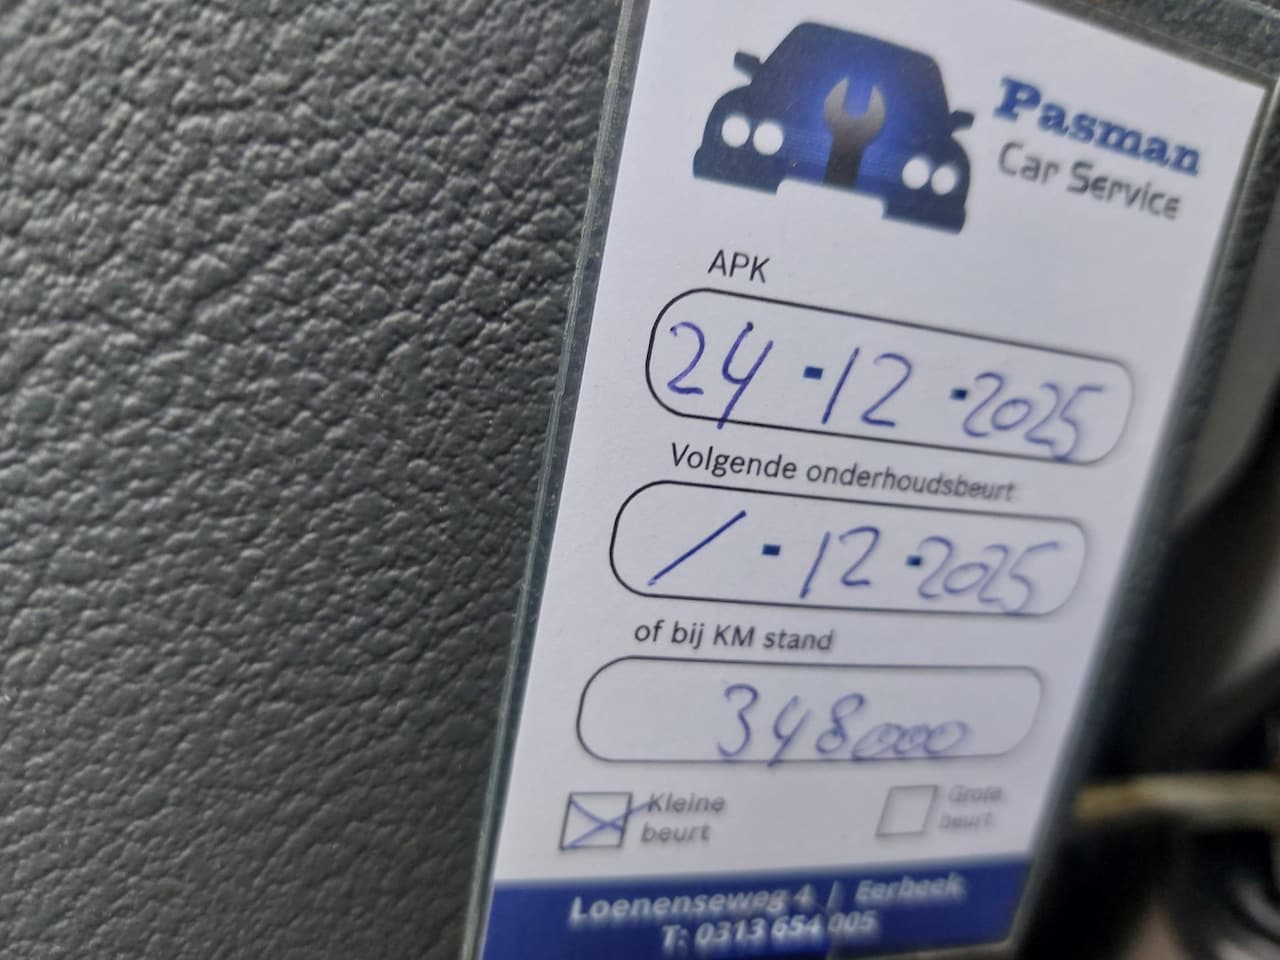 Pasman
Car Service
APK
24-12-2025
Volgende onderhoudsbeurt
/-12-2025
of bij KM stand
348000
Kleine
beurt
Grote
beurt
Loenenseweg 4 | Eerbeek
T: 0313 654 005